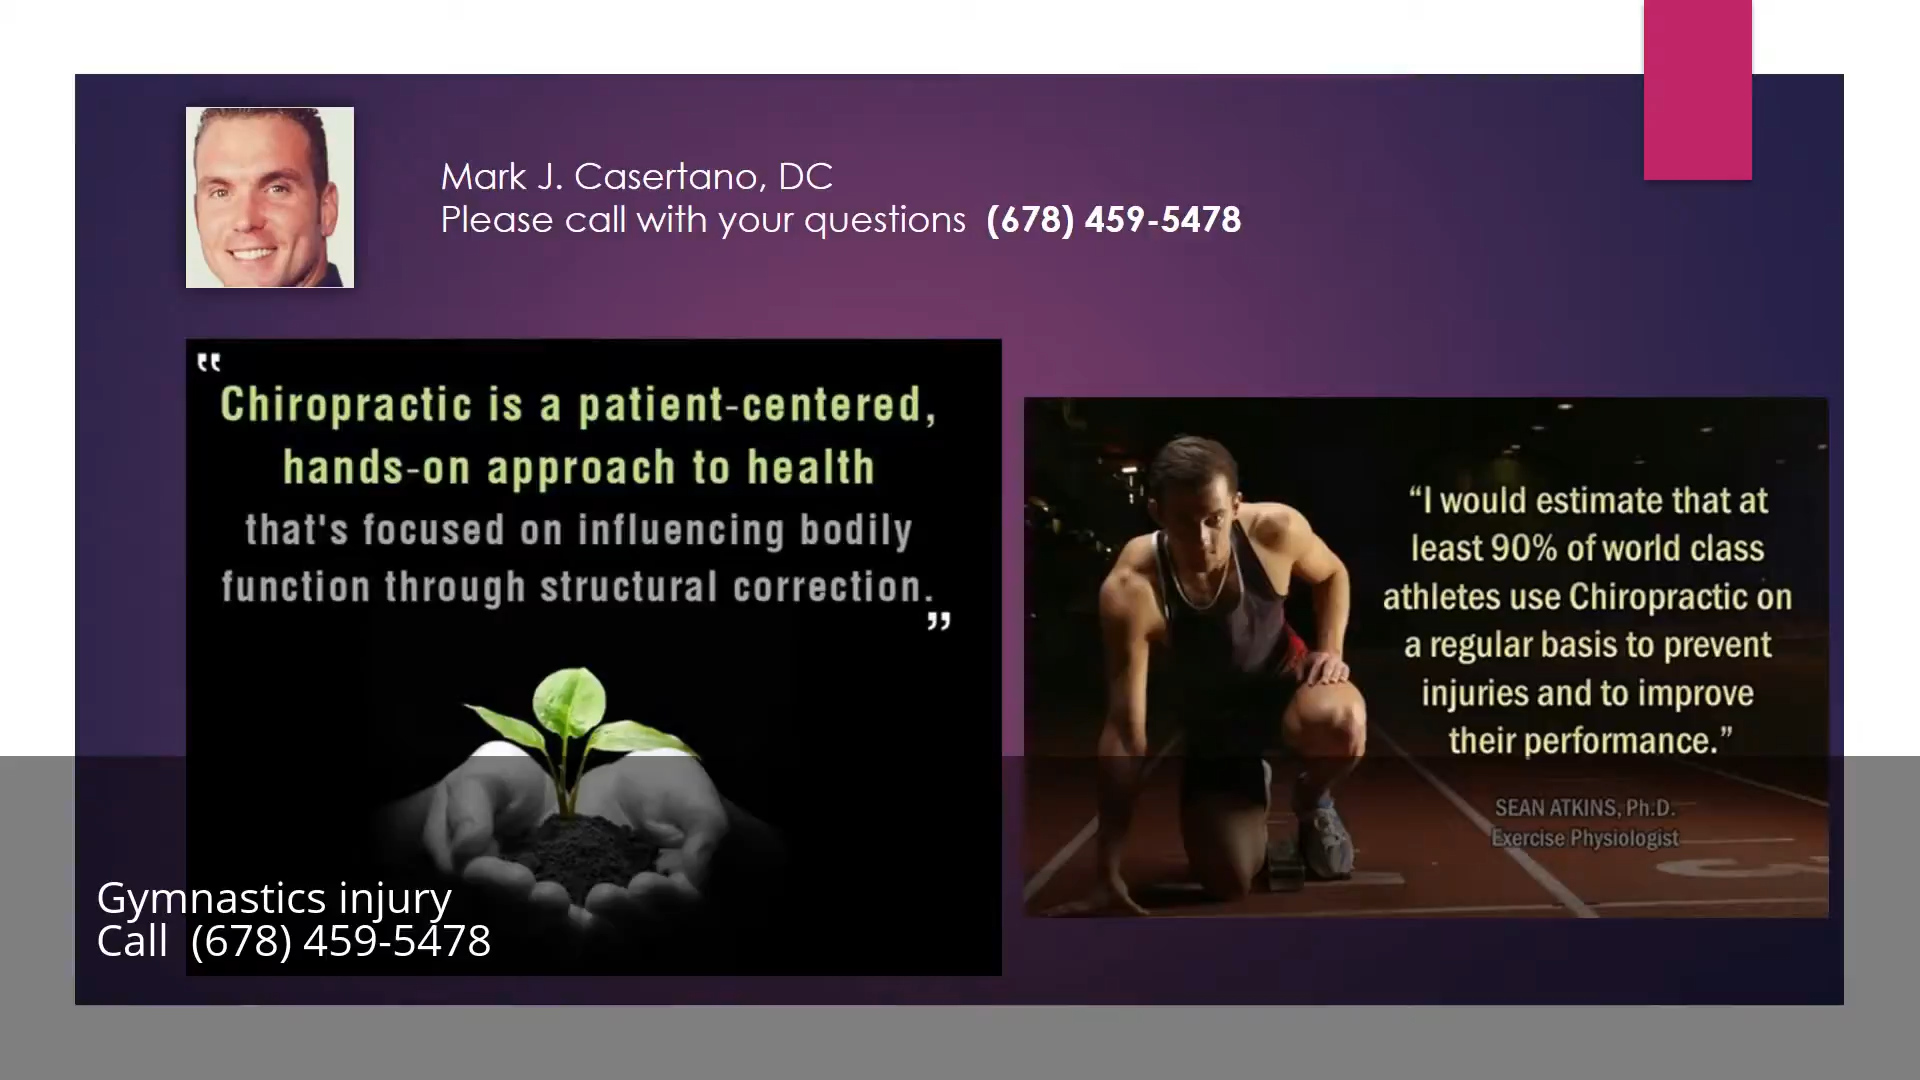 Mark J. Casertano, DC
Please call with your questions (678) 459-5478
"
Chiropractic is a patient-centered,
hands-on approach to health
that's focused on influencing bodily
function through structural correction.
"
“I would estimate that at
least 90% of world class
athletes use Chiropractic on
a regular basis to prevent
injuries and to improve
their performance.”
SEAN ATKINS, Ph.D.
Exercise Physiologist
Gymnastics injury
Call (678) 459-5478